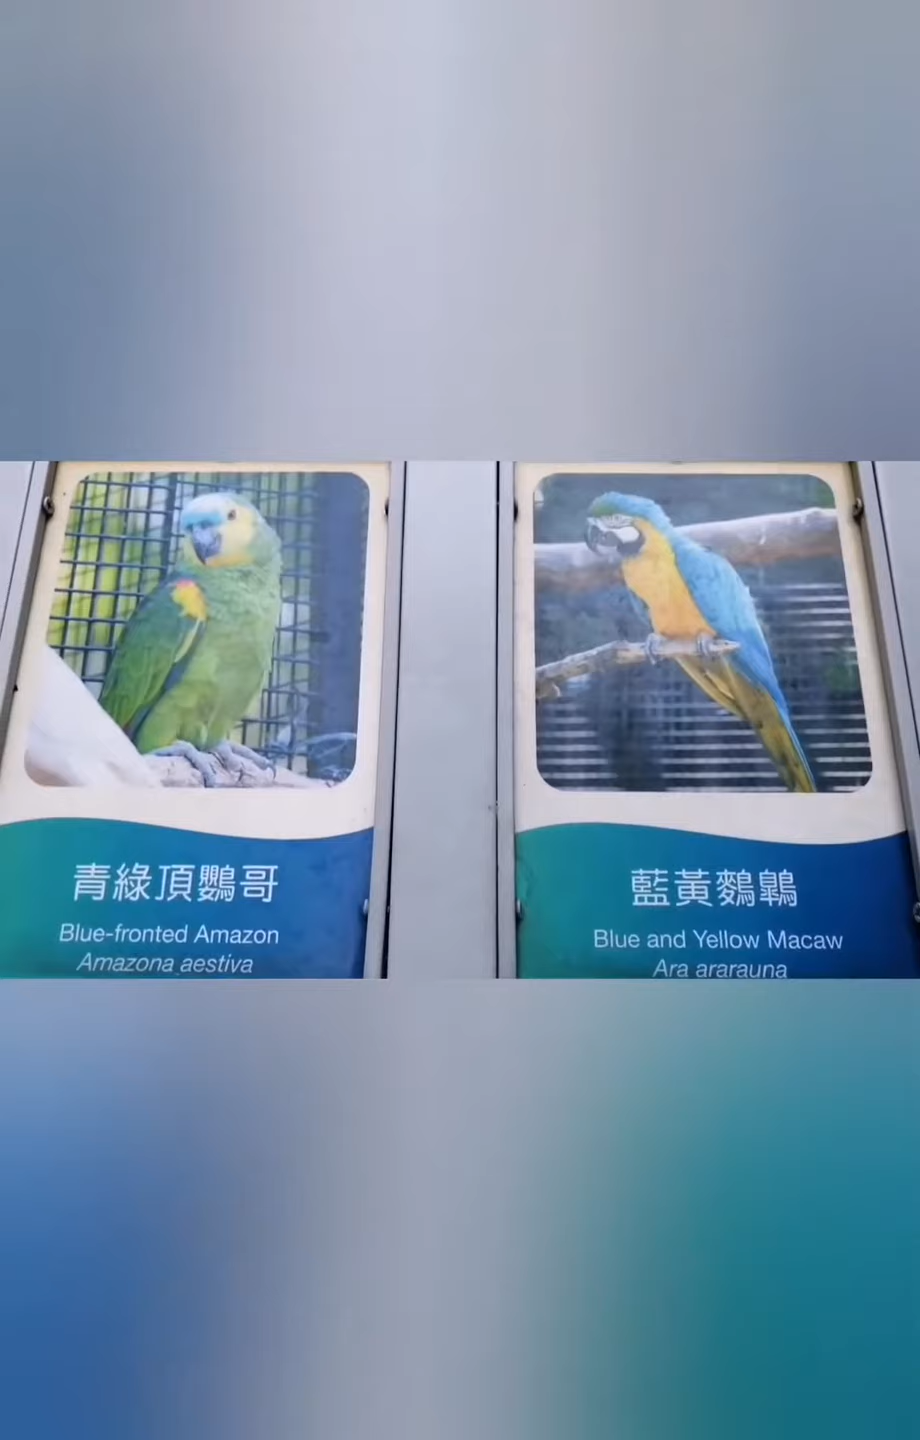 青綠頂鸚哥
Blue-fronted Amazon
Amazona aestiva
藍黃鸚鵡
Blue and Yellow Macaw
Ara ararauna